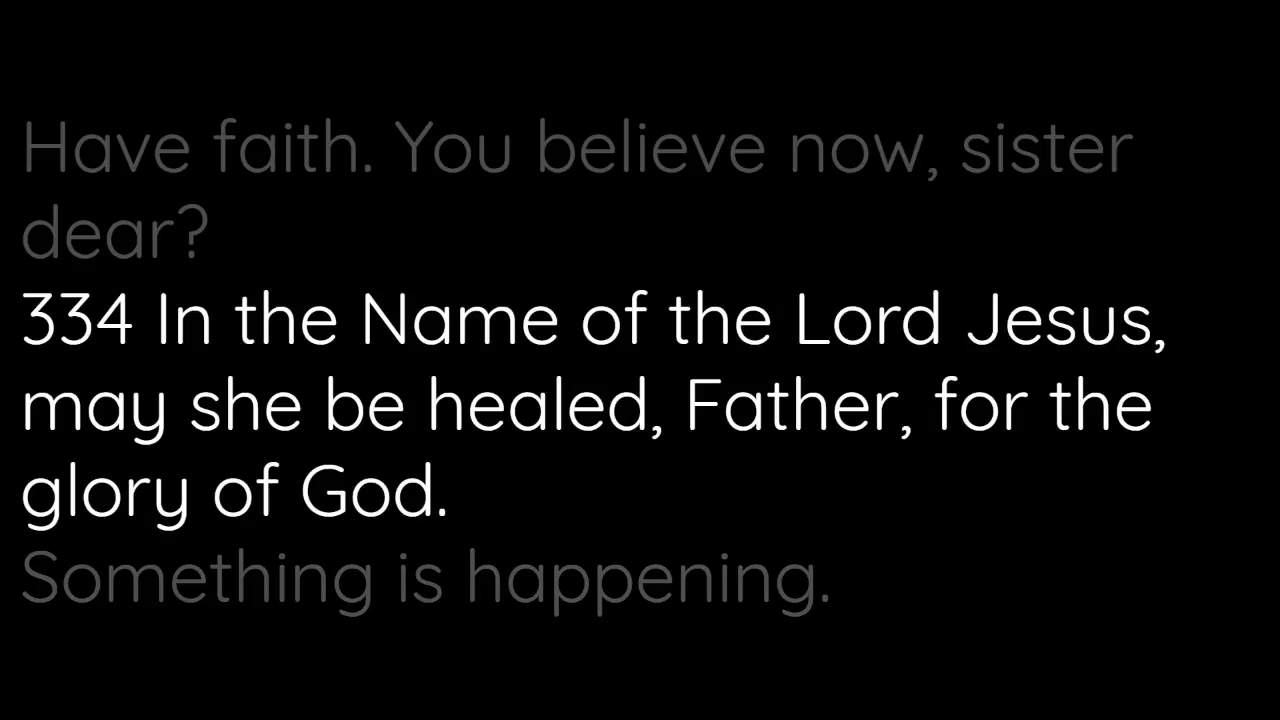 Have faith. You believe now, sister
dear?
334 In the Name of the Lord Jesus,
may she be healed, Father, for the
glory of God.
Something is happening.